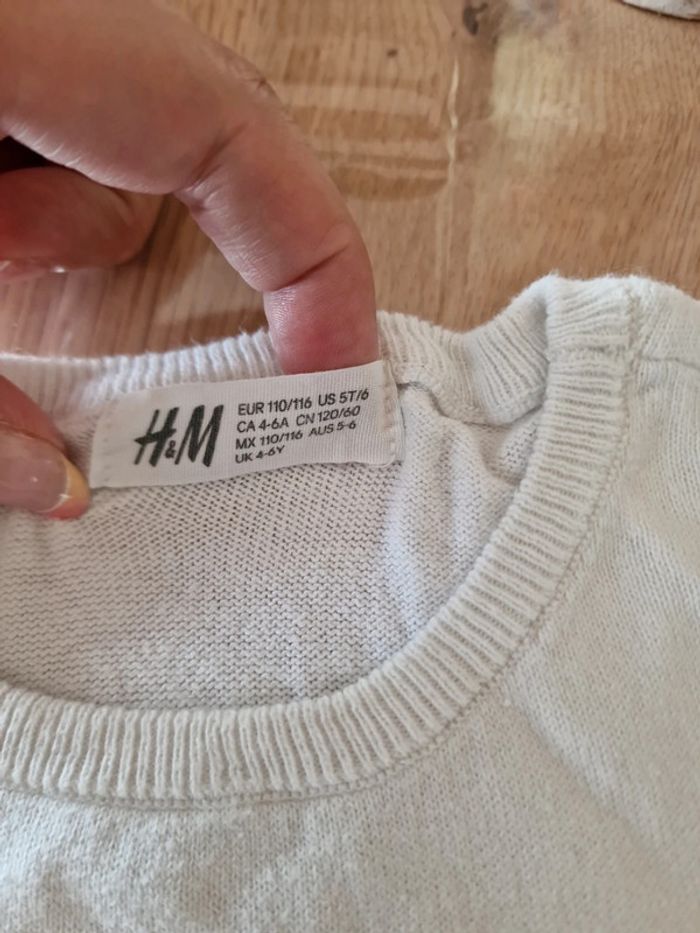 H&M
EUR 110/116 US 5T/6
CA 4-6A CN 120/60
MX 110/116 AUS 5-6
UK 4-6Y